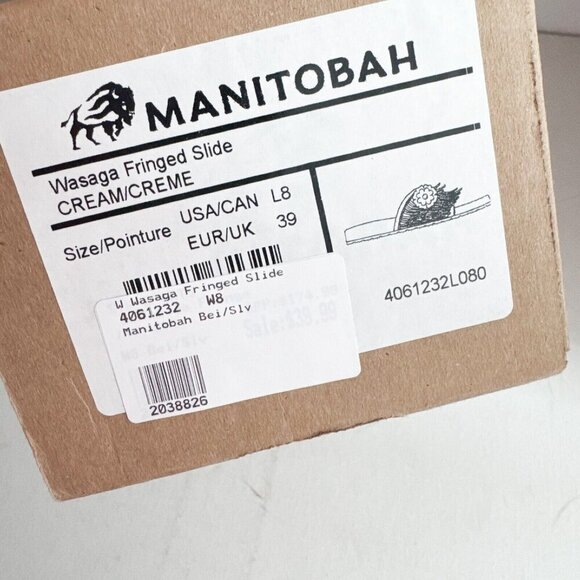 MANITOBAH
Wasaga Fringed Slide
CREAM/CREME
Size/Pointure USA/CAN L8
EUR/UK 39
4061232L080
W Wasaga Fringed Slide
4061232 W8
Manitobah Bei/Slv
2038826